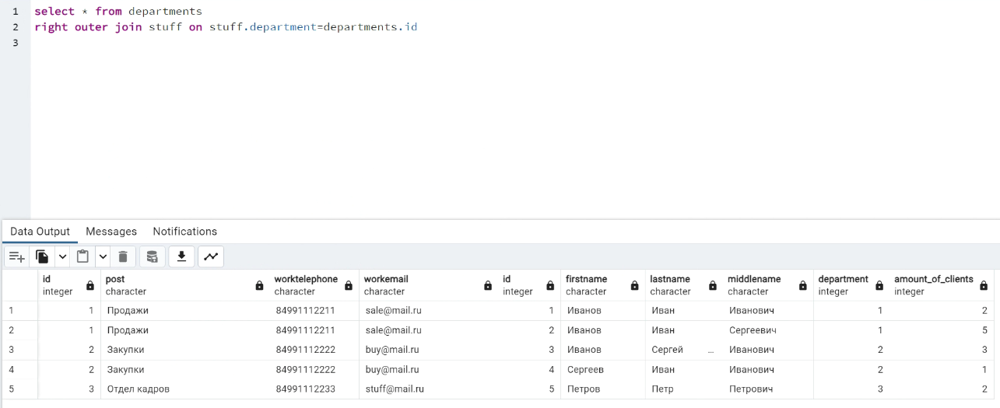 1 select * from departments
2 right outer join stuff on stuff.department=departments.id
3
Data Output Messages Notifications
id post worktelephone workemail id firstname lastname middlename department amount_of_clients
integer character character character integer character character character integer integer
1 1 Продажи 84991112211 sale@mail.ru 1 Иванов Иван Иванович 1 2
2 1 Продажи 84991112211 sale@mail.ru 2 Иванов Иван Сергеевич 1 5
3 2 Закупки 84991112222 buy@mail.ru 3 Иванов Сергей ... Иванович 2 3
4 2 Закупки 84991112222 buy@mail.ru 4 Сергеев Иван Иванович 2 1
5 3 Отдел кадров 84991112233 stuff@mail.ru 5 Петров Петр Петрович 3 2